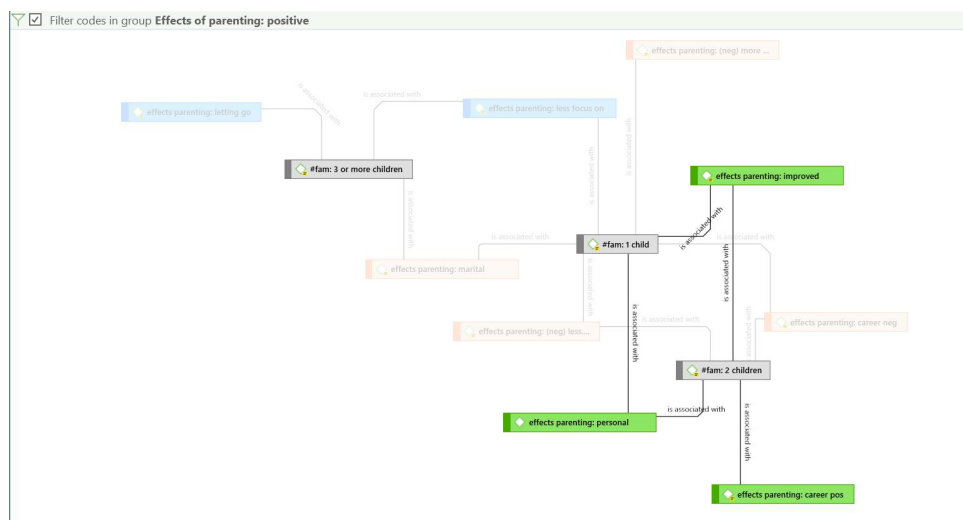 Filter codes in group Effects of parenting: positive
effects parenting: (neg) more ...
is associated with
is associated with
effects parenting: letting go
effects parenting: less focus on
is associated with
is associated with
#fam: 3 or more children
effects parenting: improved
is associated with
is associated with
is associated with
#fam: 1 child
is associated with
is associated with
effects parenting: marital
is associated with
is associated with
is associated with
effects parenting: (neg) less....
is associated with
effects parenting: career neg
is associated with
#fam: 2 children
is associated with
effects parenting: personal
is associated with
effects parenting: career pos